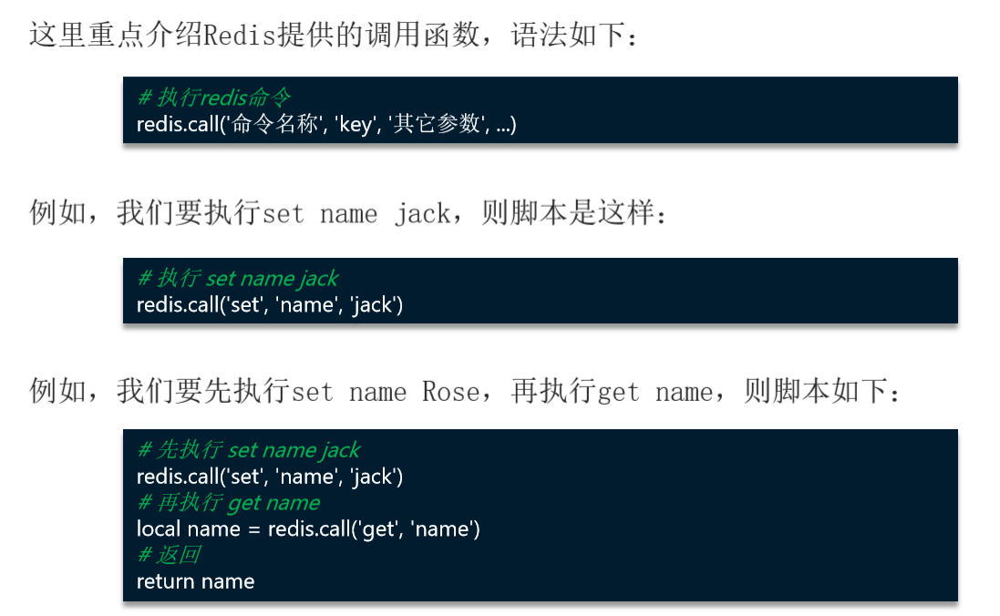 这里重点介绍Redis提供的调用函数，语法如下：
# 执行redis命令
redis.call('命令名称', 'key', '其它参数', ...)
例如，我们要执行set name jack，则脚本是这样：
# 执行 set name jack
redis.call('set', 'name', 'jack')
例如，我们要先执行set name Rose，再执行get name，则脚本如下：
# 先执行 set name jack
redis.call('set', 'name', 'jack')
# 再执行 get name
local name = redis.call('get', 'name')
# 返回
return name